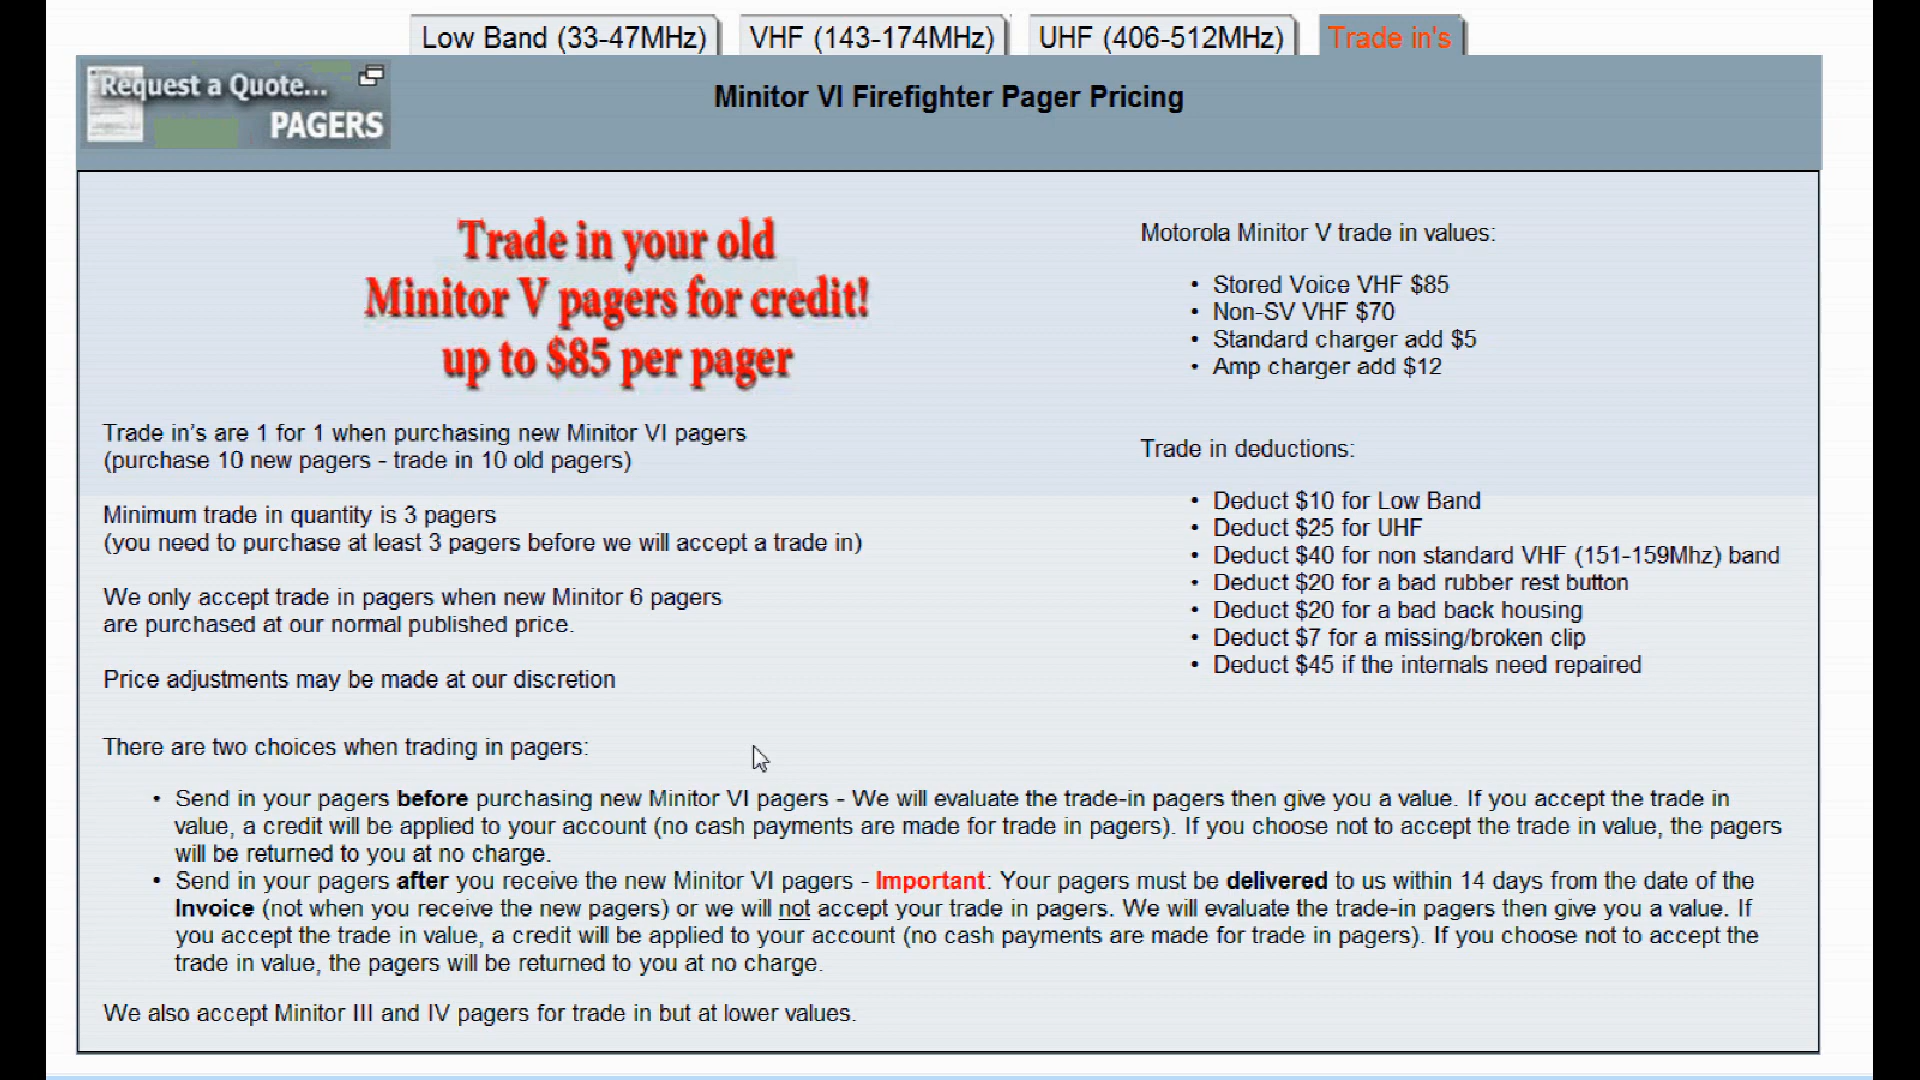 Low Band (33-47MHz) VHF (143-174MHz) UHF (406-512MHz) Trade in's
Request a Quote...
PAGERS
Minitor VI Firefighter Pager Pricing
Trade in your old
Minitor V pagers for credit!
up to $85 per pager
Trade in's are 1 for 1 when purchasing new Minitor VI pagers
(purchase 10 new pagers - trade in 10 old pagers)
Minimum trade in quantity is 3 pagers
(you need to purchase at least 3 pagers before we will accept a trade in)
We only accept trade in pagers when new Minitor 6 pagers
are purchased at our normal published price.
Price adjustments may be made at our discretion
Motorola Minitor V trade in values:
• Stored Voice VHF $85
• Non-SV VHF $70
• Standard charger add $5
• Amp charger add $12
Trade in deductions:
• Deduct $10 for Low Band
• Deduct $25 for UHF
• Deduct $40 for non standard VHF (151-159Mhz) band
• Deduct $20 for a bad rubber rest button
• Deduct $20 for a bad back housing
• Deduct $7 for a missing/broken clip
• Deduct $45 if the internals need repaired
There are two choices when trading in pagers:
• Send in your pagers before purchasing new Minitor VI pagers - We will evaluate the trade-in pagers then give you a value. If you accept the trade in
value, a credit will be applied to your account (no cash payments are made for trade in pagers). If you choose not to accept the trade in value, the pagers
will be returned to you at no charge.
• Send in your pagers after you receive the new Minitor VI pagers - Important: Your pagers must be delivered to us within 14 days from the date of the
Invoice (not when you receive the new pagers) or we will not accept your trade in pagers. We will evaluate the trade-in pagers then give you a value. If
you accept the trade in value, a credit will be applied to your account (no cash payments are made for trade in pagers). If you choose not to accept the
trade in value, the pagers will be returned to you at no charge.
We also accept Minitor III and IV pagers for trade in but at lower values.